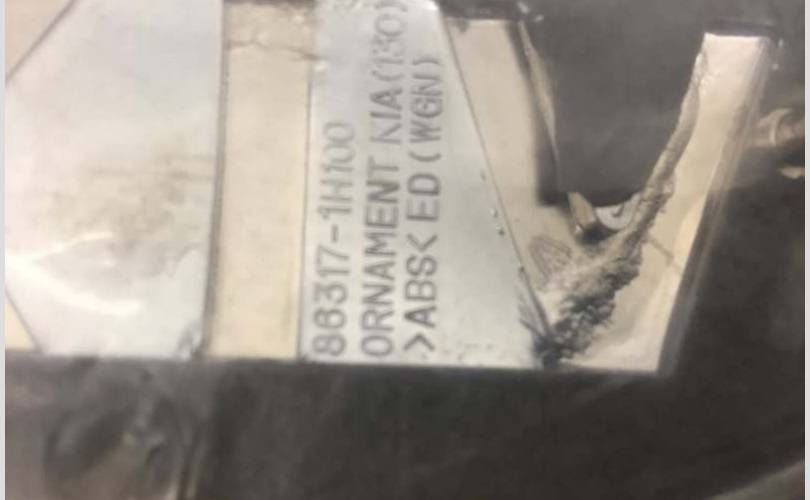 86317-1H100
ORNAMENT KIA(130)
>ABS< ED(WGN)